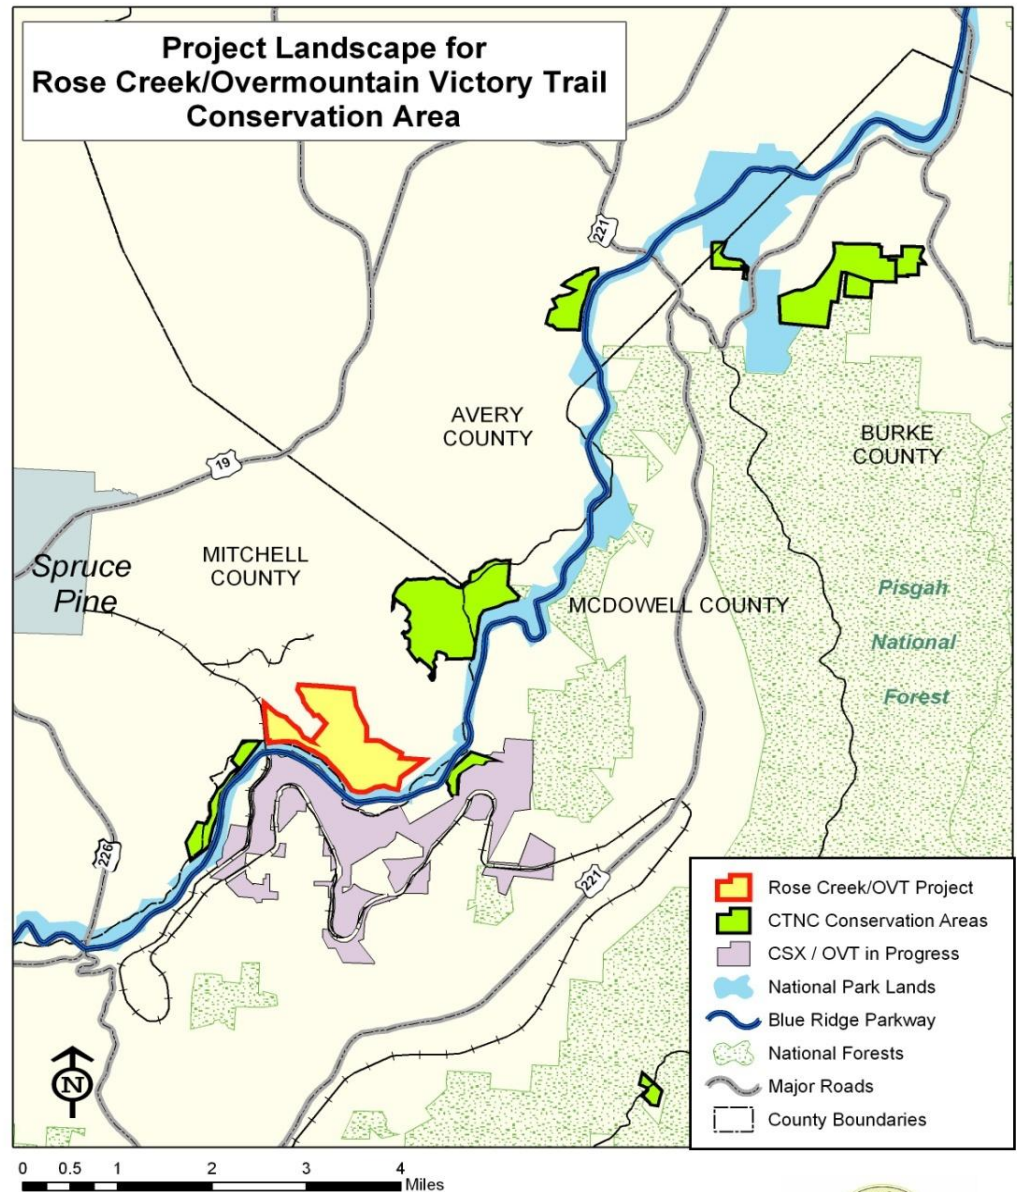 Project Landscape for
Rose Creek/Overmountain Victory Trail
Conservation Area
221
AVERY
COUNTY
BURKE
COUNTY
19
Spruce
Pine
MITCHELL
COUNTY
MCDOWELL COUNTY
Pisgah
National
Forest
226
221
Rose Creek/OVT Project
CTNC Conservation Areas
CSX / OVT in Progress
National Park Lands
Blue Ridge Parkway
National Forests
Major Roads
County Boundaries
N
0 0.5 1 2 3 4
Miles